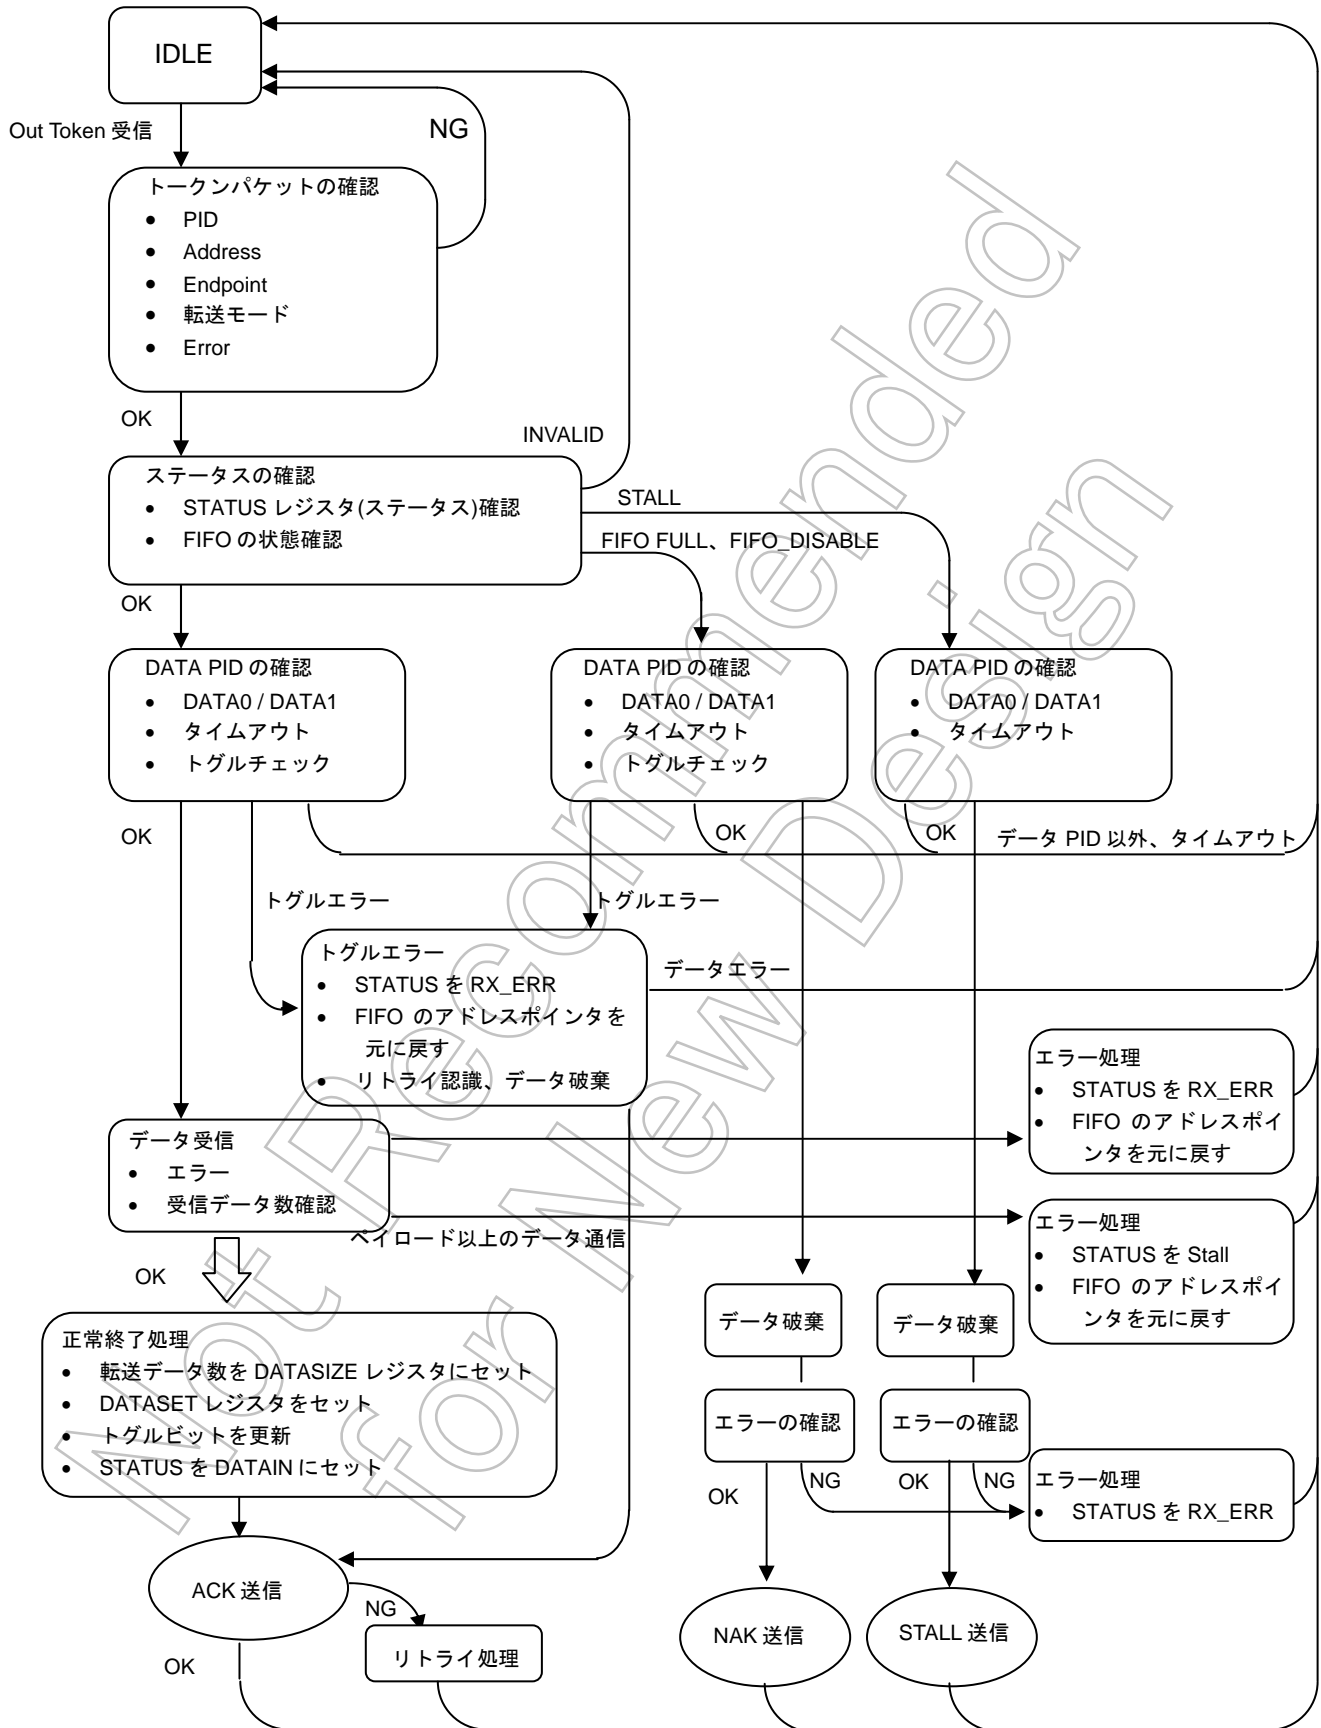 IDLE
Out Token 受信
NG
トークンパケットの確認
• PID
• Address
• Endpoint
• 転送モード
• Error
OK
INVALID
ステータスの確認
• STATUS レジスタ(ステータス)確認
• FIFO の状態確認
STALL
FIFO FULL、FIFO_DISABLE
OK
DATA PID の確認
• DATA0 / DATA1
• タイムアウト
• トグルチェック
DATA PID の確認
• DATA0 / DATA1
• タイムアウト
• トグルチェック
DATA PID の確認
• DATA0 / DATA1
• タイムアウト
OK
OK
OK
データ PID 以外、タイムアウト
トグルエラー
トグルエラー
トグルエラー
• STATUS を RX_ERR
• FIFO のアドレスポインタを
元に戻す
• リトライ認識、データ破棄
データエラー
エラー処理
• STATUS を RX_ERR
• FIFO のアドレスポイ
ンタを元に戻す
データ受信
• エラー
• 受信データ数確認
ペイロード以上のデータ通信
エラー処理
• STATUS を Stall
• FIFO のアドレスポイ
ンタを元に戻す
OK
データ破棄
データ破棄
正常終了処理
• 転送データ数を DATASIZE レジスタにセット
• DATASET レジスタをセット
• トグルビットを更新
• STATUS を DATAIN にセット
エラーの確認
エラーの確認
OK
NG
OK
NG
エラー処理
• STATUS を RX_ERR
ACK 送信
NG
リトライ処理
OK
NAK 送信
STALL 送信
Not Recommended
for New Design